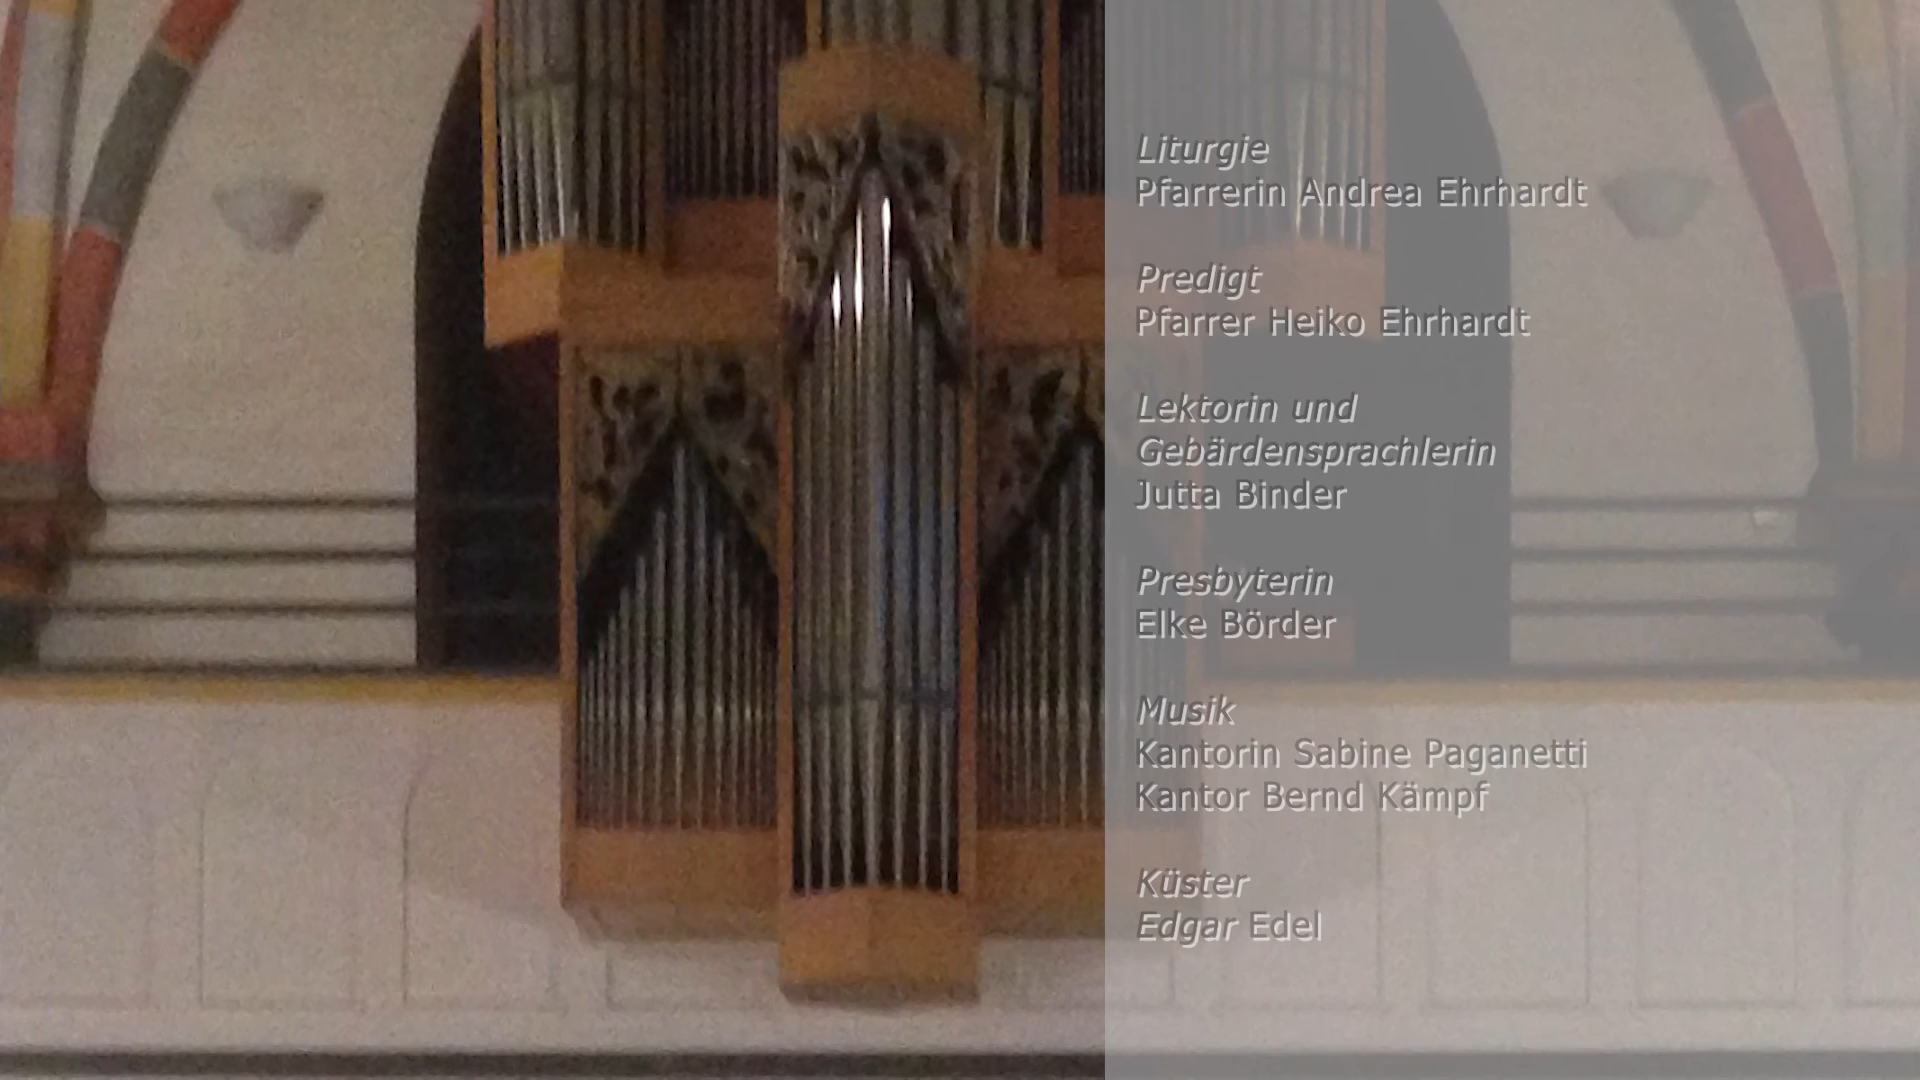 Liturgie
Pfarrerin Andrea Ehrhardt
Predigt
Pfarrer Heiko Ehrhardt
Lektorin und
Gebärdensprachlerin
Jutta Binder
Presbyterin
Elke Börder
Musik
Kantorin Sabine Paganetti
Kantor Bernd Kämpf
Küster
Edgar Edel